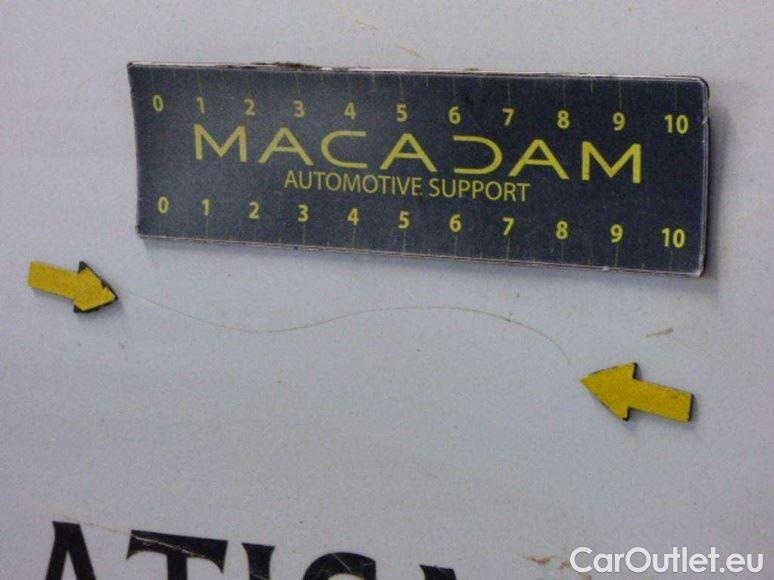 0 1 2 3 4 5 6 7 8 9 10
MACADAM
AUTOMOTIVE SUPPORT
0 1 2 3 4 5 6 7 8 9 10
CarOutlet.eu